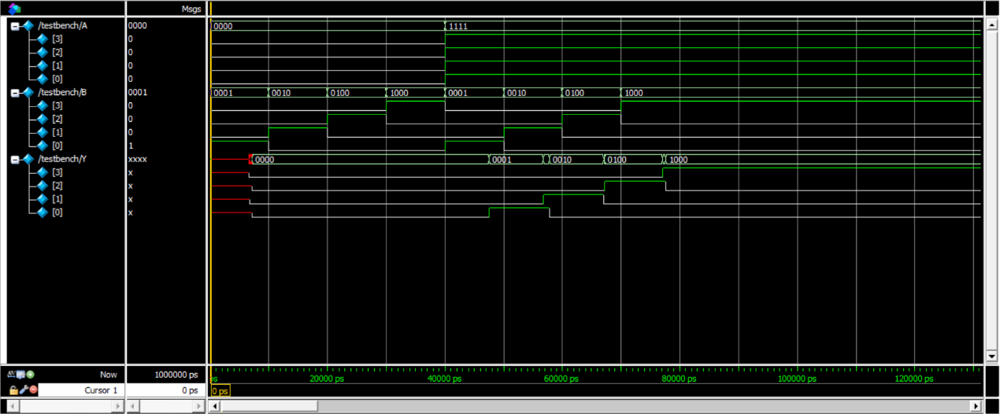 Msgs
/testbench/A 0000 0000 1111
[3] 0
[2] 0
[1] 0
[0] 0
/testbench/B 0001 0001 0010 0100 1000 0001 0010 0100 1000
[3] 0
[2] 0
[1] 0
[0] 1
/testbench/Y xxxx 0000 0001 0010 0100 1000
[3] x
[2] x
[1] x
[0] x
Now 1000000 ps ps 20000 ps 40000 ps 60000 ps 80000 ps 100000 ps 120000 ps
Cursor 1 0 ps 0 ps